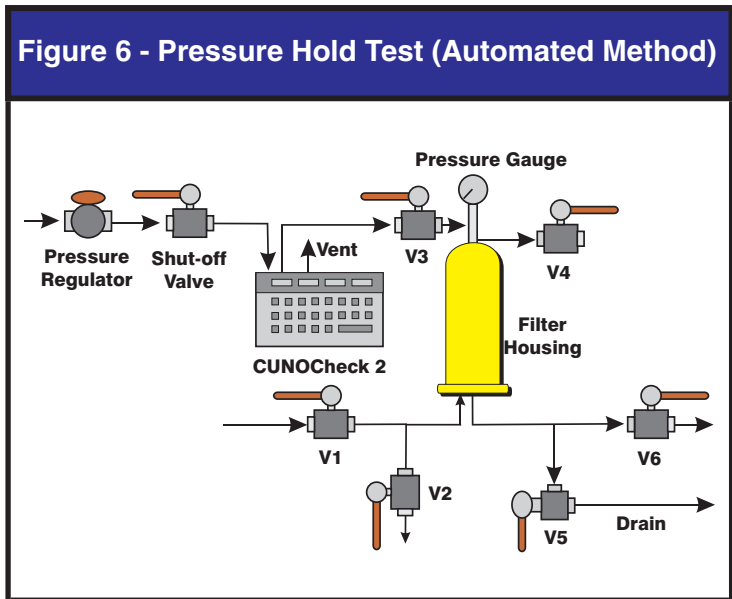 Figure 6 - Pressure Hold Test (Automated Method)
Pressure Gauge
Pressure
Regulator
Shut-off
Valve
Vent
V3
V4
CUNOCheck 2
Filter
Housing
V1
V2
V6
V5
Drain